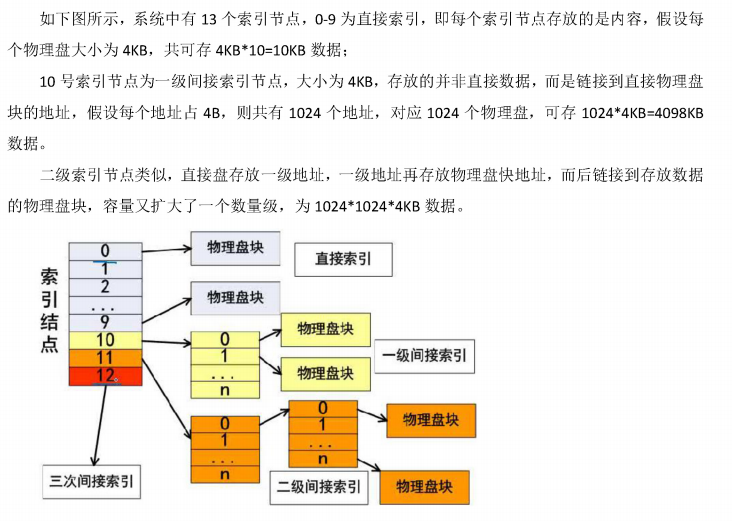 如下图所示，系统中有 13 个索引节点，0-9 为直接索引，即每个索引节点存放的是内容，假设每
个物理盘大小为 4KB，共可存 4KB*10=10KB 数据；
10 号索引节点为一级间接索引节点，大小为 4KB，存放的并非直接数据，而是链接到直接物理盘
块的地址，假设每个地址占 4B，则共有 1024 个地址，对应 1024 个物理盘，可存 1024*4KB=4098KB
数据。
二级索引节点类似，直接盘存放一级地址，一级地址再存放物理盘快地址，而后链接到存放数据
的物理盘块，容量又扩大了一个数量级，为 1024*1024*4KB 数据。
索引结点
0
1
2
...
9
10
11
12
物理盘块
直接索引
物理盘块
0
1
...
n
物理盘块
物理盘块
一级间接索引
0
1
...
n
0
1
...
n
物理盘块
物理盘块
二级间接索引
三次间接索引